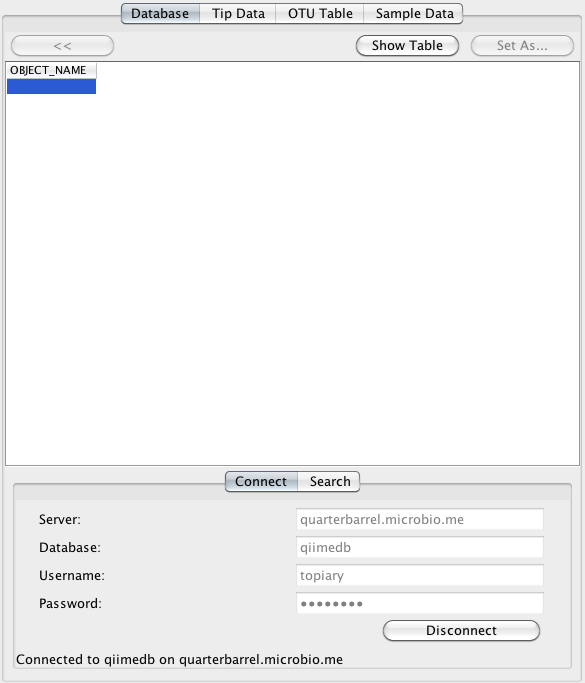 Database Tip Data OTU Table Sample Data
<< Show Table Set As...
OBJECT_NAME
Connect Search
Server: quarterbarrel.microbio.me
Database: qiimedb
Username: topiary
Password: ●●●●●●●●
Disconnect
Connected to qiimedb on quarterbarrel.microbio.me